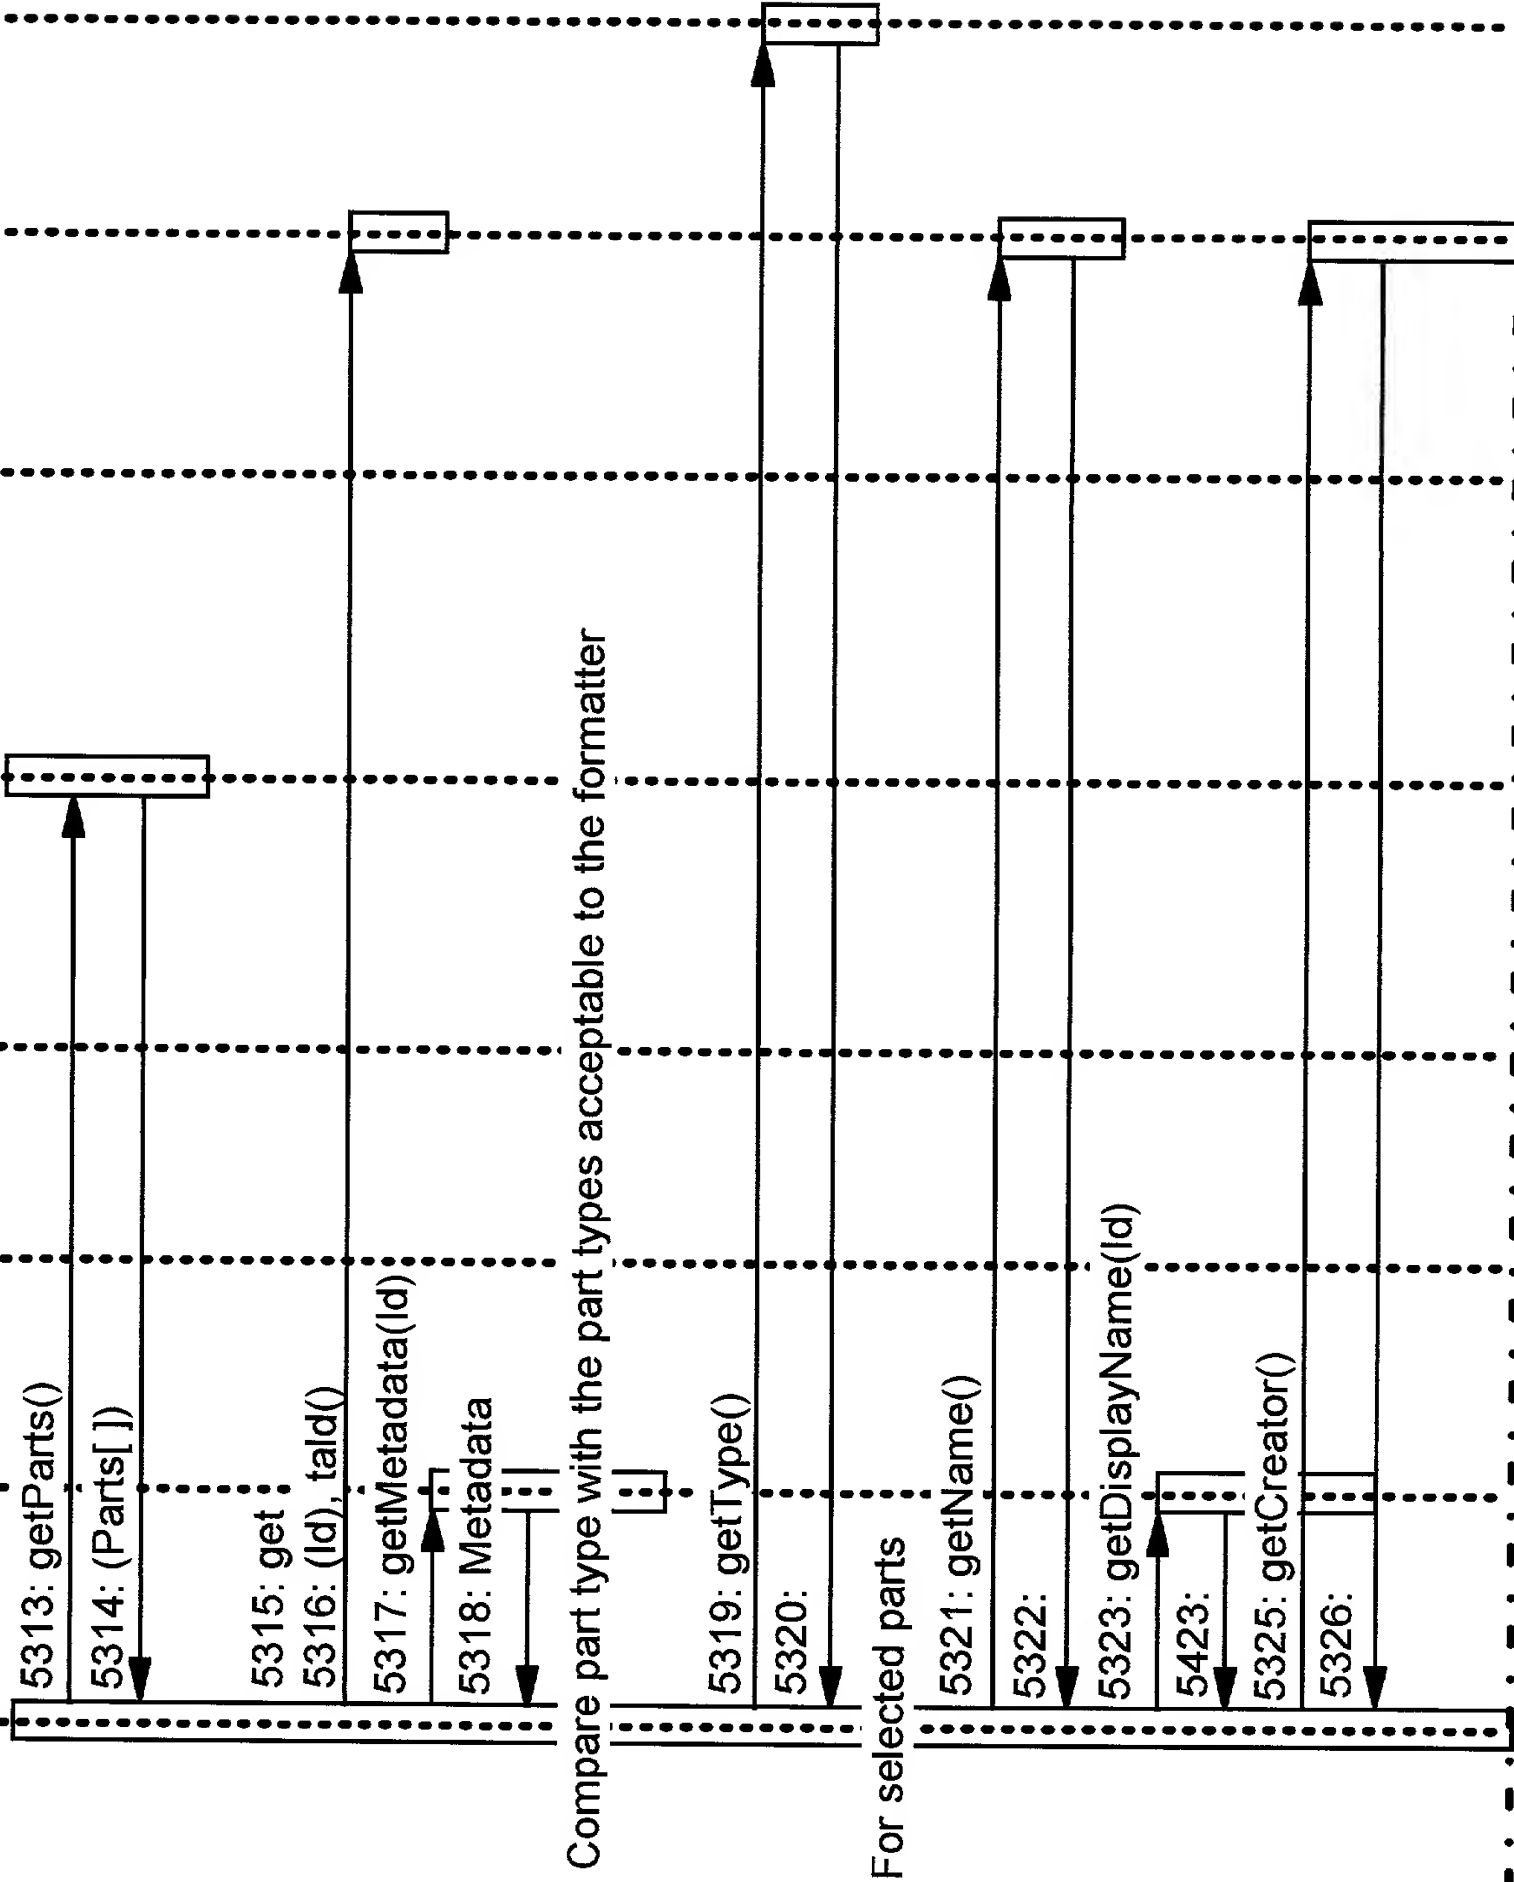 5313: getParts()
5314: (Parts[ ])
5315: get
5316: (Id), taId()
5317: getMetadata(Id)
5318: Metadata
Compare part type with the part types acceptable to the formatter
5319: getType()
5320:
For selected parts
5321: getName()
5322:
5323: getDisplayName(Id)
5423:
5325: getCreator()
5326: